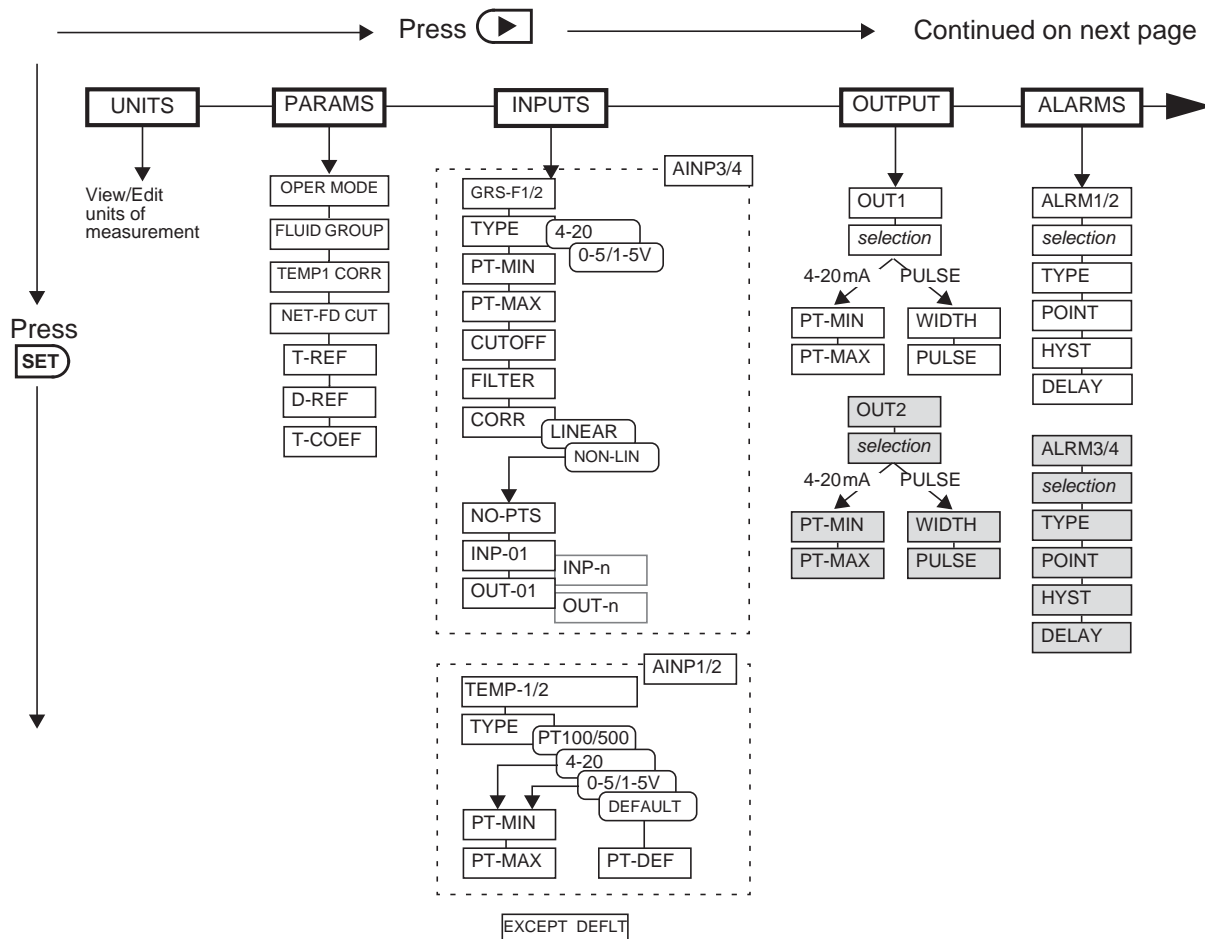 Press
Continued on next page
Press
SET
UNITS
View/Edit
units of
measurement
PARAMS
OPER MODE
FLUID GROUP
TEMP1 CORR
NET-FD CUT
T-REF
D-REF
T-COEF
INPUTS
AINP3/4
GRS-F1/2
TYPE
4-20
0-5/1-5V
PT-MIN
PT-MAX
CUTOFF
FILTER
CORR
LINEAR
NON-LIN
NO-PTS
INP-01
INP-n
OUT-01
OUT-n
AINP1/2
TEMP-1/2
TYPE
PT100/500
4-20
0-5/1-5V
DEFAULT
PT-MIN
PT-MAX
PT-DEF
EXCEPT DEFLT
OUTPUT
OUT1
selection
4-20mA PULSE
PT-MIN WIDTH
PT-MAX PULSE
OUT2
selection
4-20mA PULSE
PT-MIN WIDTH
PT-MAX PULSE
ALARMS
ALRM1/2
selection
TYPE
POINT
HYST
DELAY
ALRM3/4
selection
TYPE
POINT
HYST
DELAY